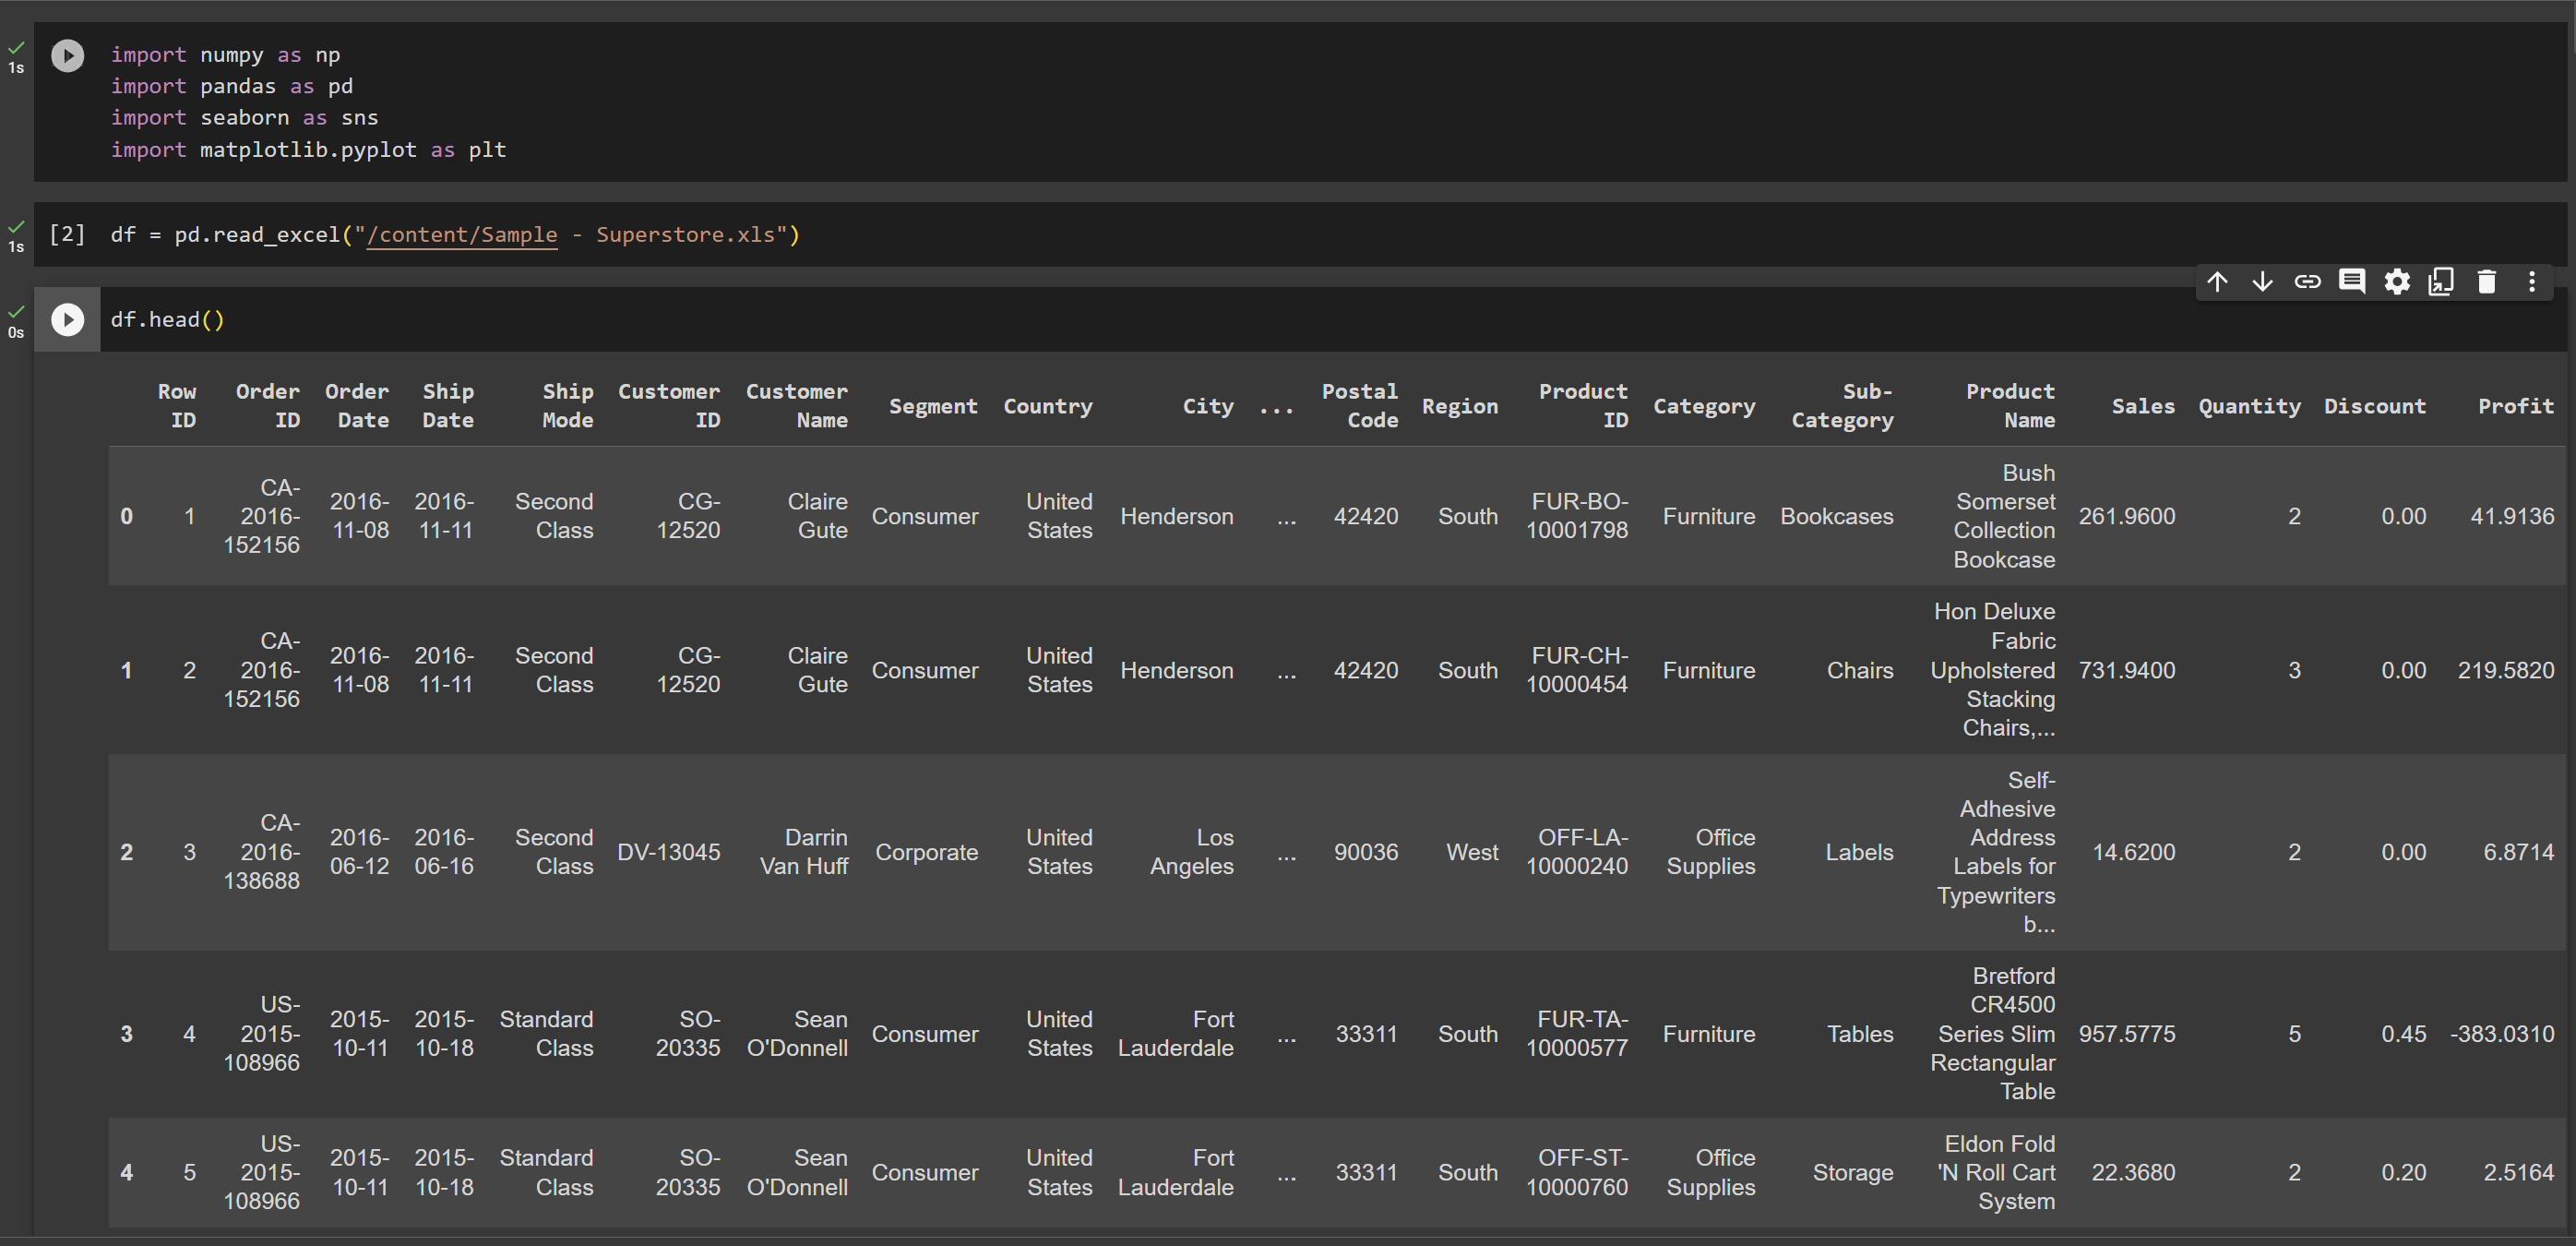 1s
import numpy as np
import pandas as pd
import seaborn as sns
import matplotlib.pyplot as plt
1s
[2] df = pd.read_excel("/content/Sample - Superstore.xls")
0s
df.head()
Row ID Order ID Order Date Ship Date Ship Mode Customer ID Customer Name Segment Country City ... Postal Code Region Product ID Category Sub-Category Product Name Sales Quantity Discount Profit
0 1 CA-2016-152156 2016-11-08 2016-11-11 Second Class CG-12520 Claire Gute Consumer United States Henderson ... 42420 South FUR-BO-10001798 Furniture Bookcases Bush Somerset Collection Bookcase 261.9600 2 0.00 41.9136
1 2 CA-2016-152156 2016-11-08 2016-11-11 Second Class CG-12520 Claire Gute Consumer United States Henderson ... 42420 South FUR-CH-10000454 Furniture Chairs Hon Deluxe Fabric Upholstered Stacking Chairs,... 731.9400 3 0.00 219.5820
2 3 CA-2016-138688 2016-06-12 2016-06-16 Second Class DV-13045 Darrin Van Huff Corporate United States Los Angeles ... 90036 West OFF-LA-10000240 Office Supplies Labels Self-Adhesive Address Labels for Typewriters b... 14.6200 2 0.00 6.8714
3 4 US-2015-108966 2015-10-11 2015-10-18 Standard Class SO-20335 Sean O'Donnell Consumer United States Fort Lauderdale ... 33311 South FUR-TA-10000577 Furniture Tables Bretford CR4500 Series Slim Rectangular Table 957.5775 5 0.45 -383.0310
4 5 US-2015-108966 2015-10-11 2015-10-18 Standard Class SO-20335 Sean O'Donnell Consumer United States Fort Lauderdale ... 33311 South OFF-ST-10000760 Office Supplies Storage Eldon Fold 'N Roll Cart System 22.3680 2 0.20 2.5164